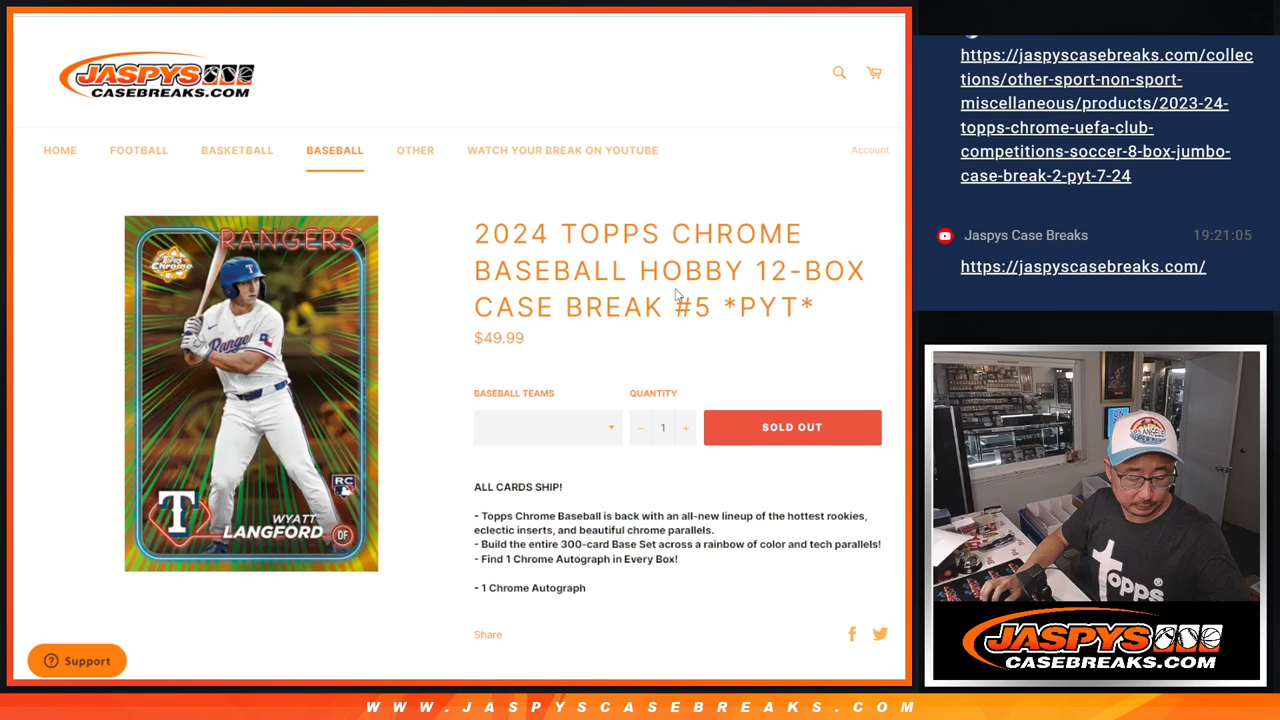 JASPYS
CASEBREAKS.COM
HOME
FOOTBALL
BASKETBALL
BASEBALL
OTHER
WATCH YOUR BREAK ON YOUTUBE
Account
RANGERS
Topps
Chrome
RC
WYATT
LANGFORD
OF
2024 TOPPS CHROME
BASEBALL HOBBY 12-BOX
CASE BREAK #5 *PYT*
$49.99
BASEBALL TEAMS
QUANTITY
− 1 +
SOLD OUT
ALL CARDS SHIP!
- Topps Chrome Baseball is back with an all-new lineup of the hottest rookies,
eclectic inserts, and beautiful chrome parallels.
- Build the entire 300-card Base Set across a rainbow of color and tech parallels!
- Find 1 Chrome Autograph in Every Box!
- 1 Chrome Autograph
Share
Support
https://jaspyscasebreaks.com/collec
tions/other-sport-non-sport-
miscellaneous/products/2023-24-
topps-chrome-uefa-club-
competitions-soccer-8-box-jumbo-
case-break-2-pyt-7-24
Jaspys Case Breaks
19:21:05
https://jaspyscasebreaks.com/
topps
JASPYS
CASEBREAKS.COM
WWW.JASPYSCASEBREAKS.COM